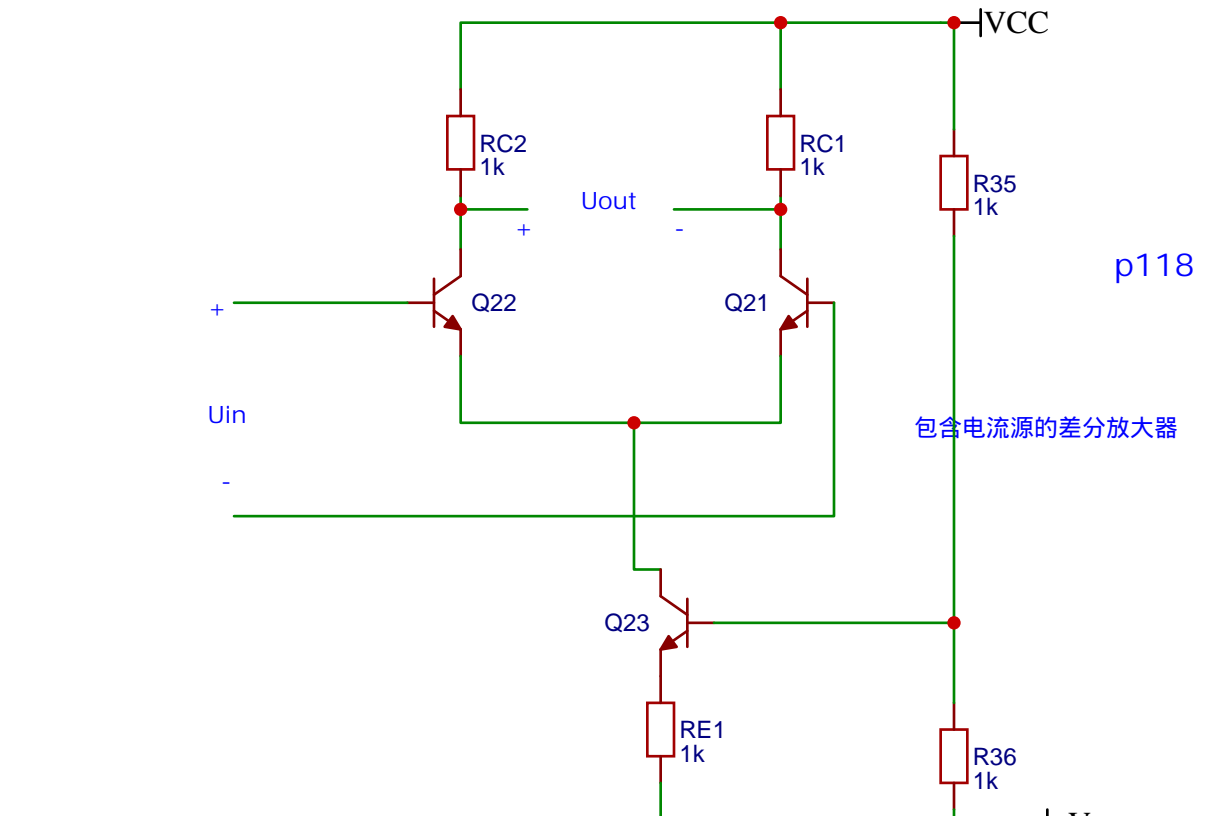 VCC
RC2
1k
RC1
1k
R35
1k
Uout
+
-
p118
+
Q22
Q21
Uin
包含电流源的差分放大器
-
Q23
RE1
1k
R36
1k